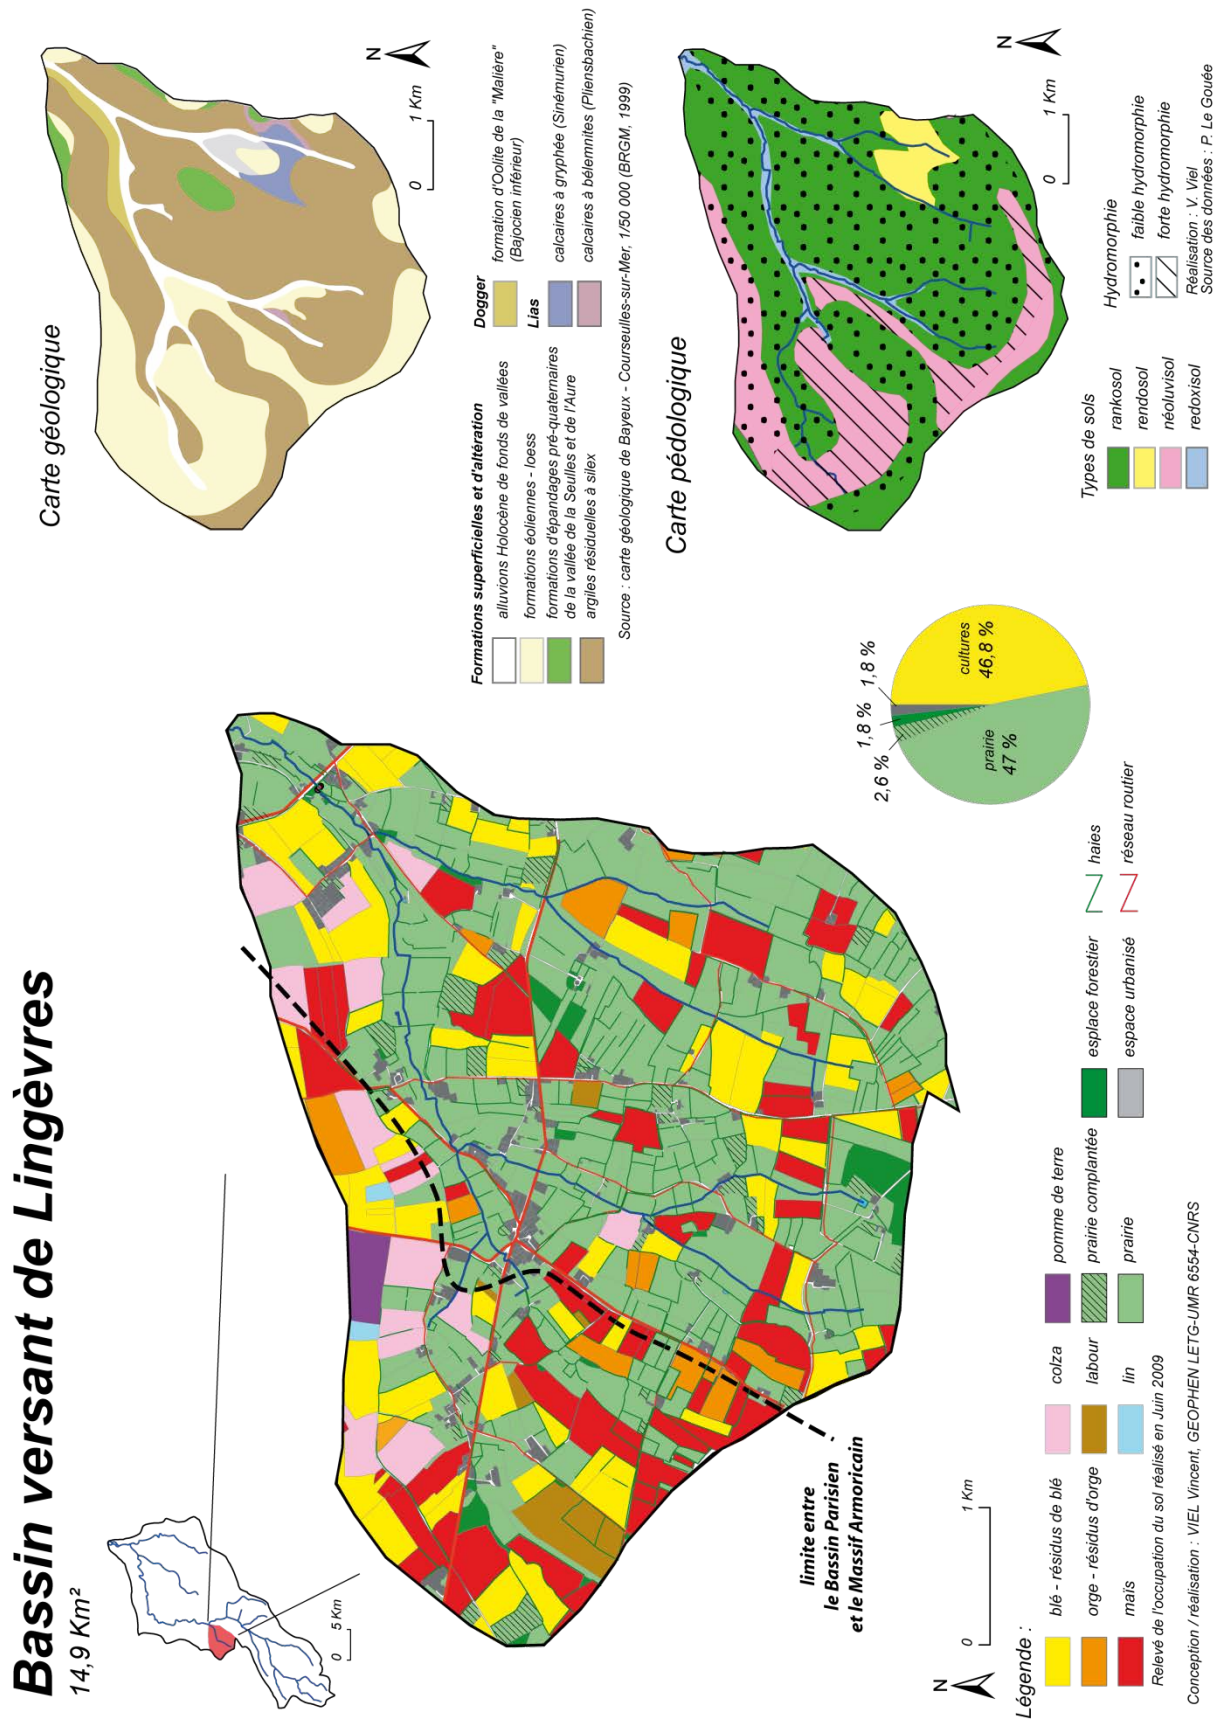 Bassin versant de Lingèvres
14,9 Km²
0 5 Km
limite entre
le Bassin Parisien
et le Massif Armoricain
N
0 1 Km
Légende :
blé - résidus de blé
orge - résidus d'orge
maïs
colza
labour
lin
pomme de terre
prairie complantée
prairie
esplace forestier
espace urbanisé
haies
réseau routier
Relevé de l'occupation du sol réalisé en Juin 2009
Conception / réalisation : VIEL Vincent, GEOPHEN LETG-UMR 6554-CNRS
2,6 %
1,8 %
1,8 %
cultures
46,8 %
prairie
47 %
Carte géologique
0 1 Km
N
Formations superficielles et d'altération
alluvions Holocène de fonds de vallées
formations éoliennes - loess
formations d'épandages pré-quaternaires
de la vallée de la Seulles et de l'Aure
argiles résiduelles à silex
Dogger
formation d'Oolite de la "Malière"
(Bajocien inférieur)
Lias
calcaires à gryphée (Sinémurien)
calcaires à bélemnites (Pliensbachien)
Source : carte géologique de Bayeux - Courseulles-sur-Mer, 1/50 000 (BRGM, 1999)
Carte pédologique
0 1 Km
N
Types de sols
rankosol
rendosol
néoluvisol
redoxisol
Hydromorphie
faible hydromorphie
forte hydromorphie
Réalisation : V. Viel
Source des données : P. Le Gouée